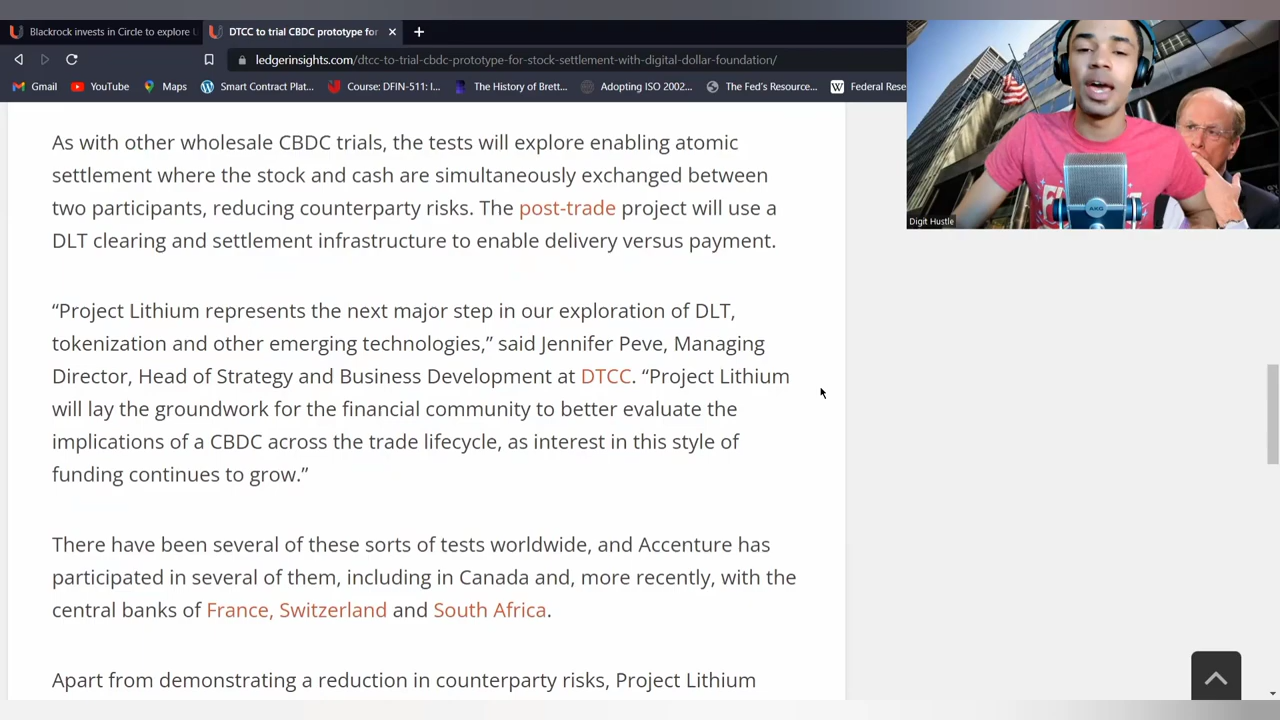 Blackrock invests in Circle to explore U
DTCC to trial CBDC prototype for
ledgerinsights.com/dtcc-to-trial-cbdc-prototype-for-stock-settlement-with-digital-dollar-foundation/
Gmail YouTube Maps Smart Contract Plat... Course: DFIN-511: I... The History of Brett... Adopting ISO 2002... The Fed's Resource... Federal Rese
As with other wholesale CBDC trials, the tests will explore enabling atomic
settlement where the stock and cash are simultaneously exchanged between
two participants, reducing counterparty risks. The post-trade project will use a
DLT clearing and settlement infrastructure to enable delivery versus payment.
“Project Lithium represents the next major step in our exploration of DLT,
tokenization and other emerging technologies,” said Jennifer Peve, Managing
Director, Head of Strategy and Business Development at DTCC. “Project Lithium
will lay the groundwork for the financial community to better evaluate the
implications of a CBDC across the trade lifecycle, as interest in this style of
funding continues to grow.”
There have been several of these sorts of tests worldwide, and Accenture has
participated in several of them, including in Canada and, more recently, with the
central banks of France, Switzerland and South Africa.
Apart from demonstrating a reduction in counterparty risks, Project Lithium
Digit Hustle
AKG